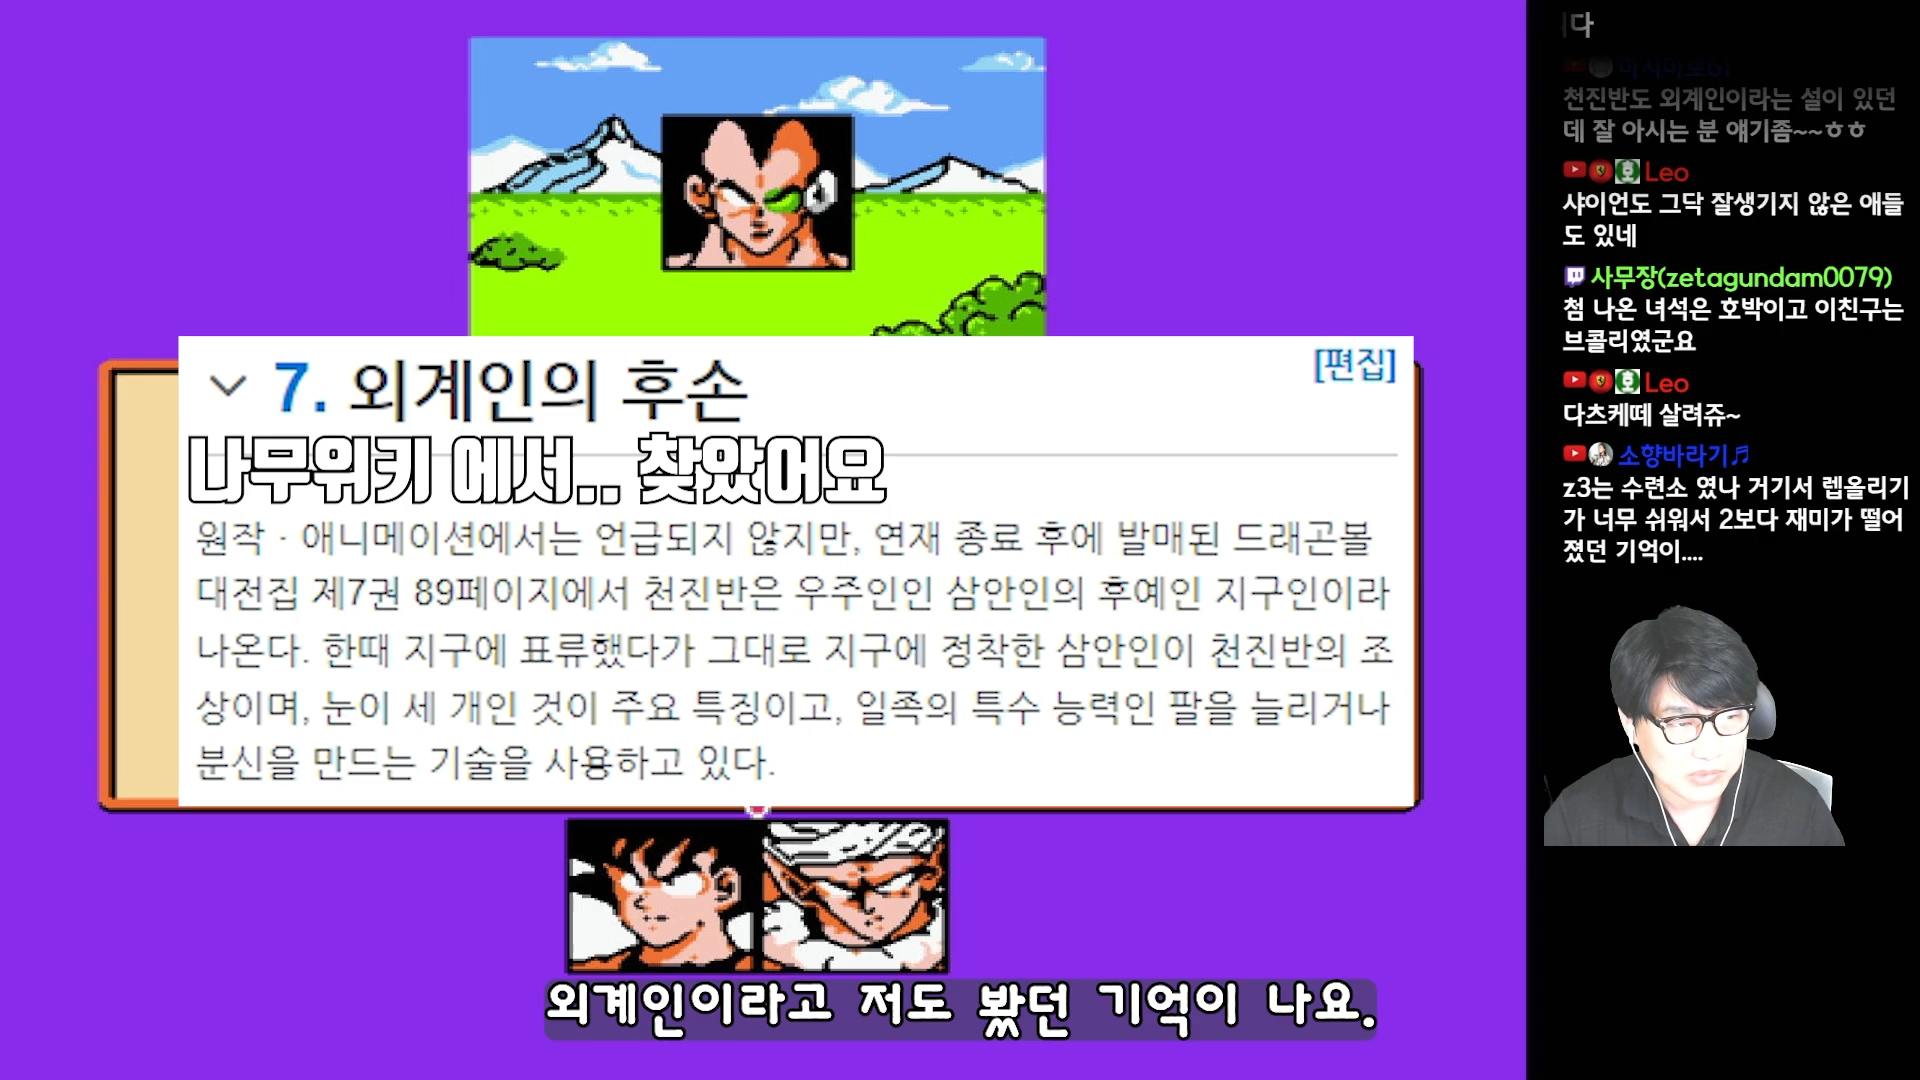 7. 외계인의 후손
[편집]
나무위키 에서.. 찾았어요
원작 · 애니메이션에서는 언급되지 않지만, 연재 종료 후에 발매된 드래곤볼
대전집 제7권 89페이지에서 천진반은 우주인인 삼안인의 후예인 지구인이라
나온다. 한때 지구에 표류했다가 그대로 지구에 정착한 삼안인이 천진반의 조
상이며, 눈이 세 개인 것이 주요 특징이고, 일족의 특수 능력인 팔을 늘리거나
분신을 만드는 기술을 사용하고 있다.
외계인이라고 저도 봤던 기억이 나요.
다
천진반도 외계인이라는 설이 있던
데 잘 아시는 분 얘기좀~~ㅎㅎ
Leo
샤이언도 그닥 잘생기지 않은 애들
도 있네
사무장(zetagundam0079)
첨 나온 녀석은 호박이고 이친구는
브콜리였군요
Leo
다츠케떼 살려쥬~
소향바라기♬
z3는 수련소 였나 거기서 렙올리기
가 너무 쉬워서 2보다 재미가 떨어
졌던 기억이....